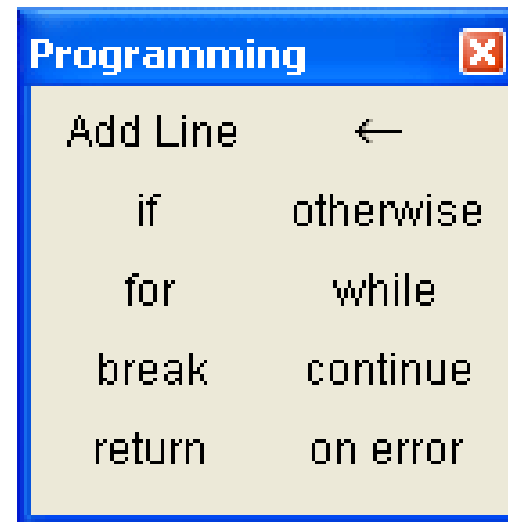 Programming
Add Line ←
if otherwise
for while
break continue
return on error